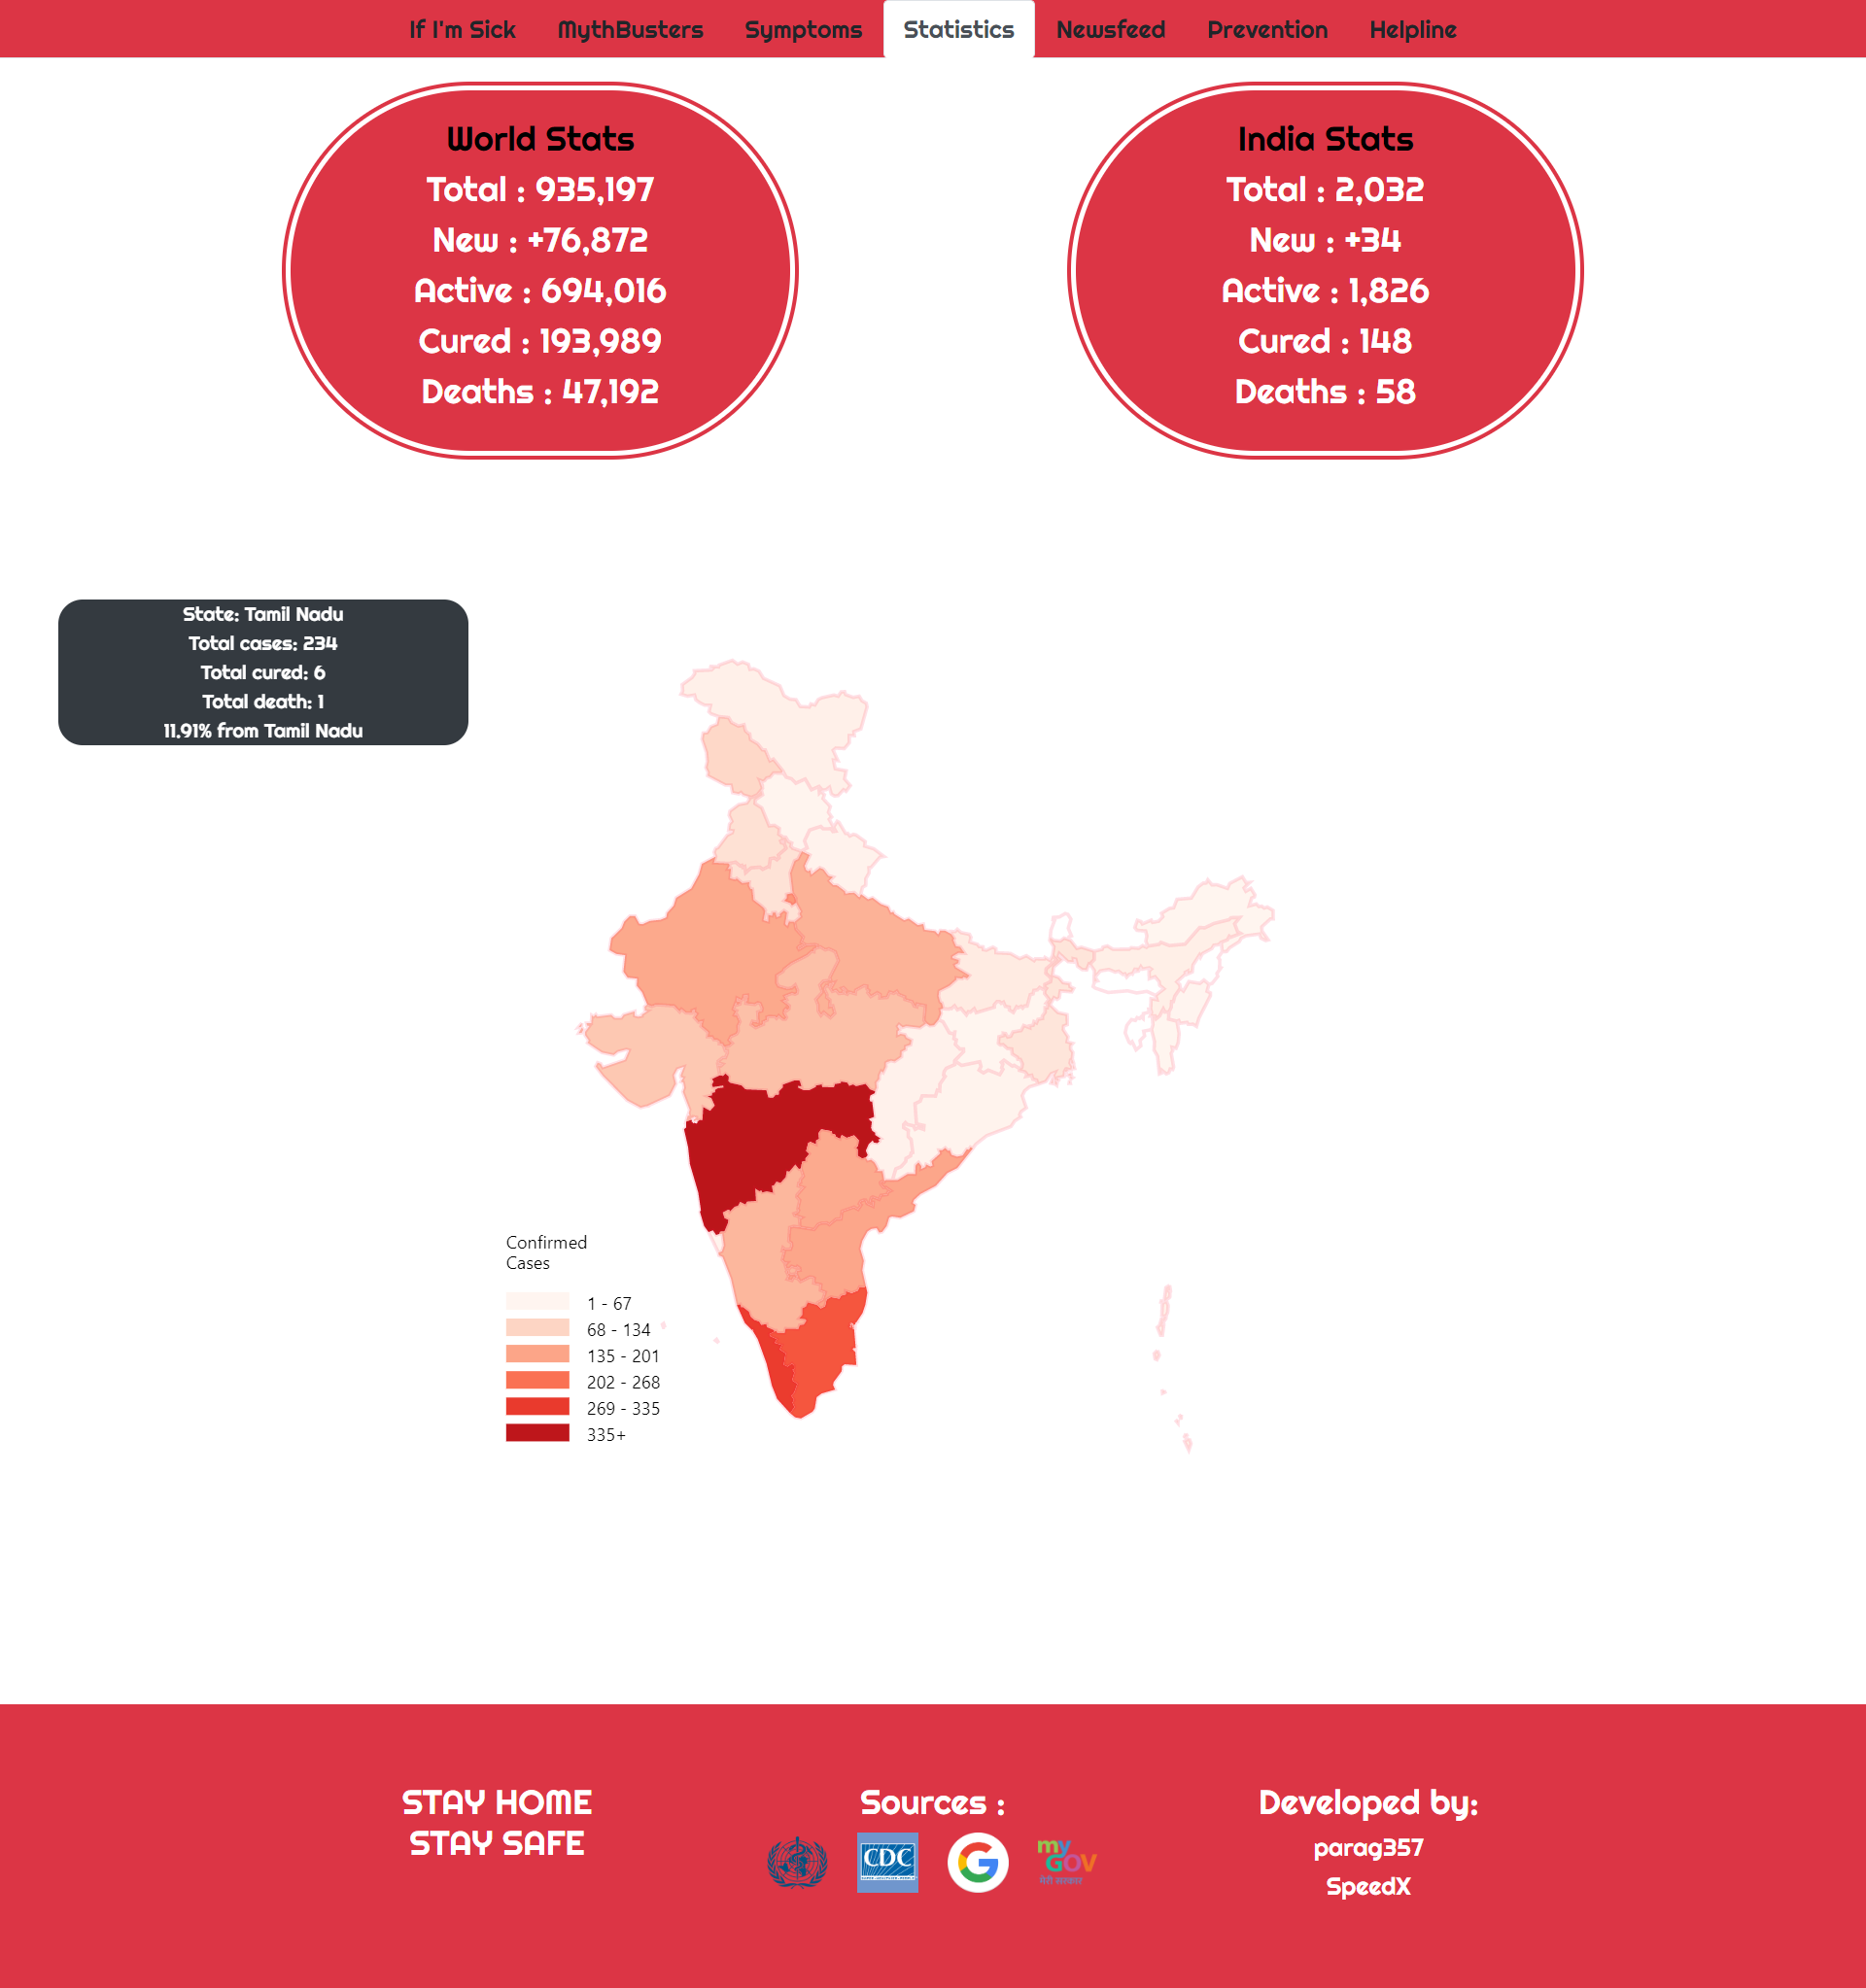 If I'm Sick
MythBusters
Symptoms
Statistics
Newsfeed
Prevention
Helpline
World Stats
Total : 935,197
New : +76,872
Active : 694,016
Cured : 193,989
Deaths : 47,192
India Stats
Total : 2,032
New : +34
Active : 1,826
Cured : 148
Deaths : 58
State: Tamil Nadu
Total cases: 234
Total cured: 6
Total death: 1
11.91% from Tamil Nadu
Confirmed
Cases
1 - 67
68 - 134
135 - 201
202 - 268
269 - 335
335+
STAY HOME
STAY SAFE
Sources :
CDC
G
my
GOV
मेरी सरकार
Developed by:
parag357
SpeedX